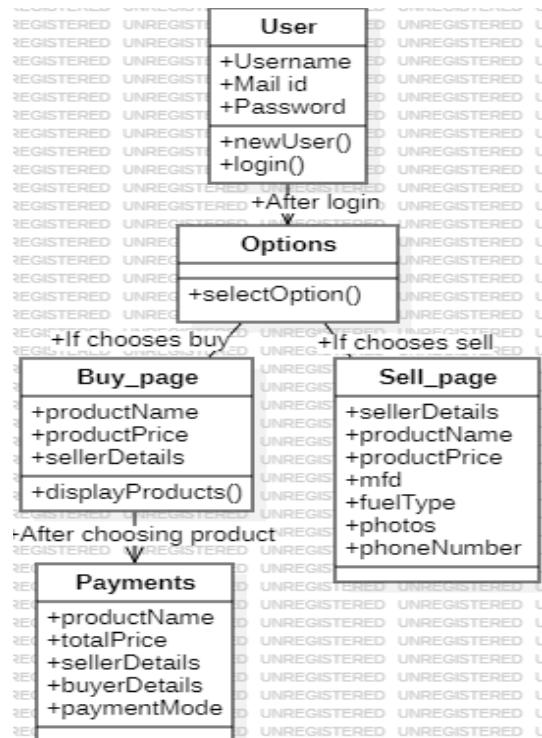 User
+Username
+Mail id
+Password
+newUser()
+login()
+After login
Options
+selectOption()
+If chooses buy
+If chooses sell
Buy_page
+productName
+productPrice
+sellerDetails
+displayProducts()
Sell_page
+sellerDetails
+productName
+productPrice
+mfd
+fuelType
+photos
+phoneNumber
+After choosing product
Payments
+productName
+totalPrice
+sellerDetails
+buyerDetails
+paymentMode
UNREGISTERED